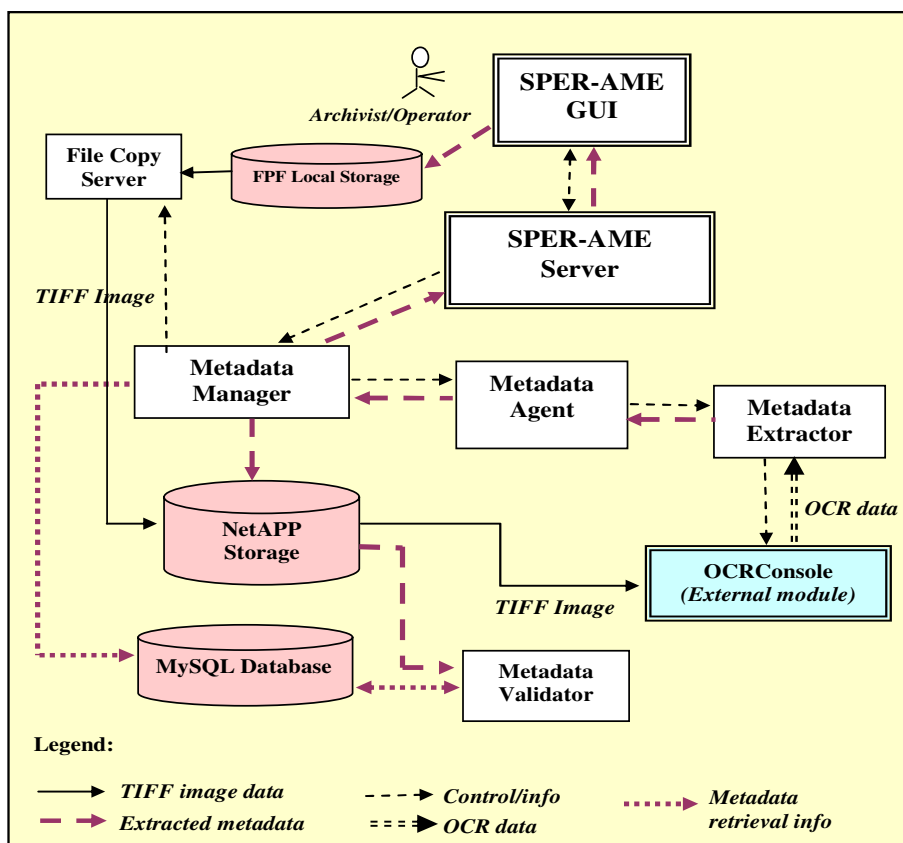 SPER-AME
GUI
Archivist/Operator
File Copy
Server
FPF Local Storage
SPER-AME
Server
TIFF Image
Metadata
Manager
Metadata
Agent
Metadata
Extractor
OCR data
NetAPP
Storage
OCRConsole
(External module)
TIFF Image
MySQL Database
Metadata
Validator
Legend:
TIFF image data
Control/info
Metadata
retrieval info
Extracted metadata
OCR data